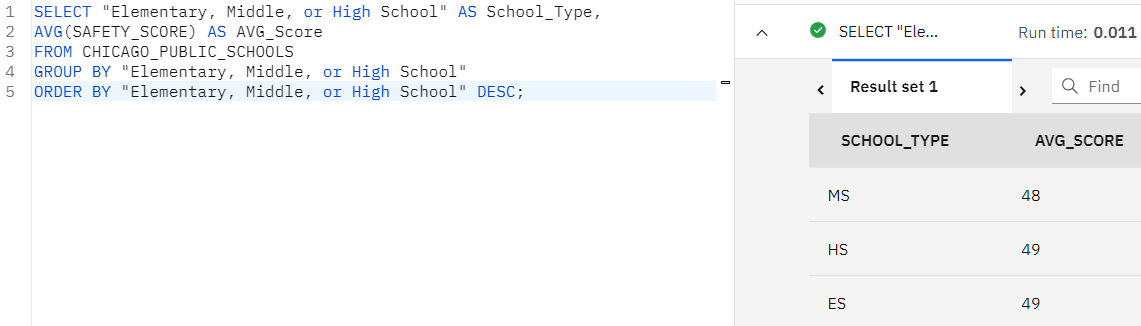 1 SELECT "Elementary, Middle, or High School" AS School_Type,
2 AVG(SAFETY_SCORE) AS AVG_Score
3 FROM CHICAGO_PUBLIC_SCHOOLS
4 GROUP BY "Elementary, Middle, or High School"
5 ORDER BY "Elementary, Middle, or High School" DESC;
SELECT "Ele... Run time: 0.011
Result set 1 Find
SCHOOL_TYPE AVG_SCORE
MS 48
HS 49
ES 49